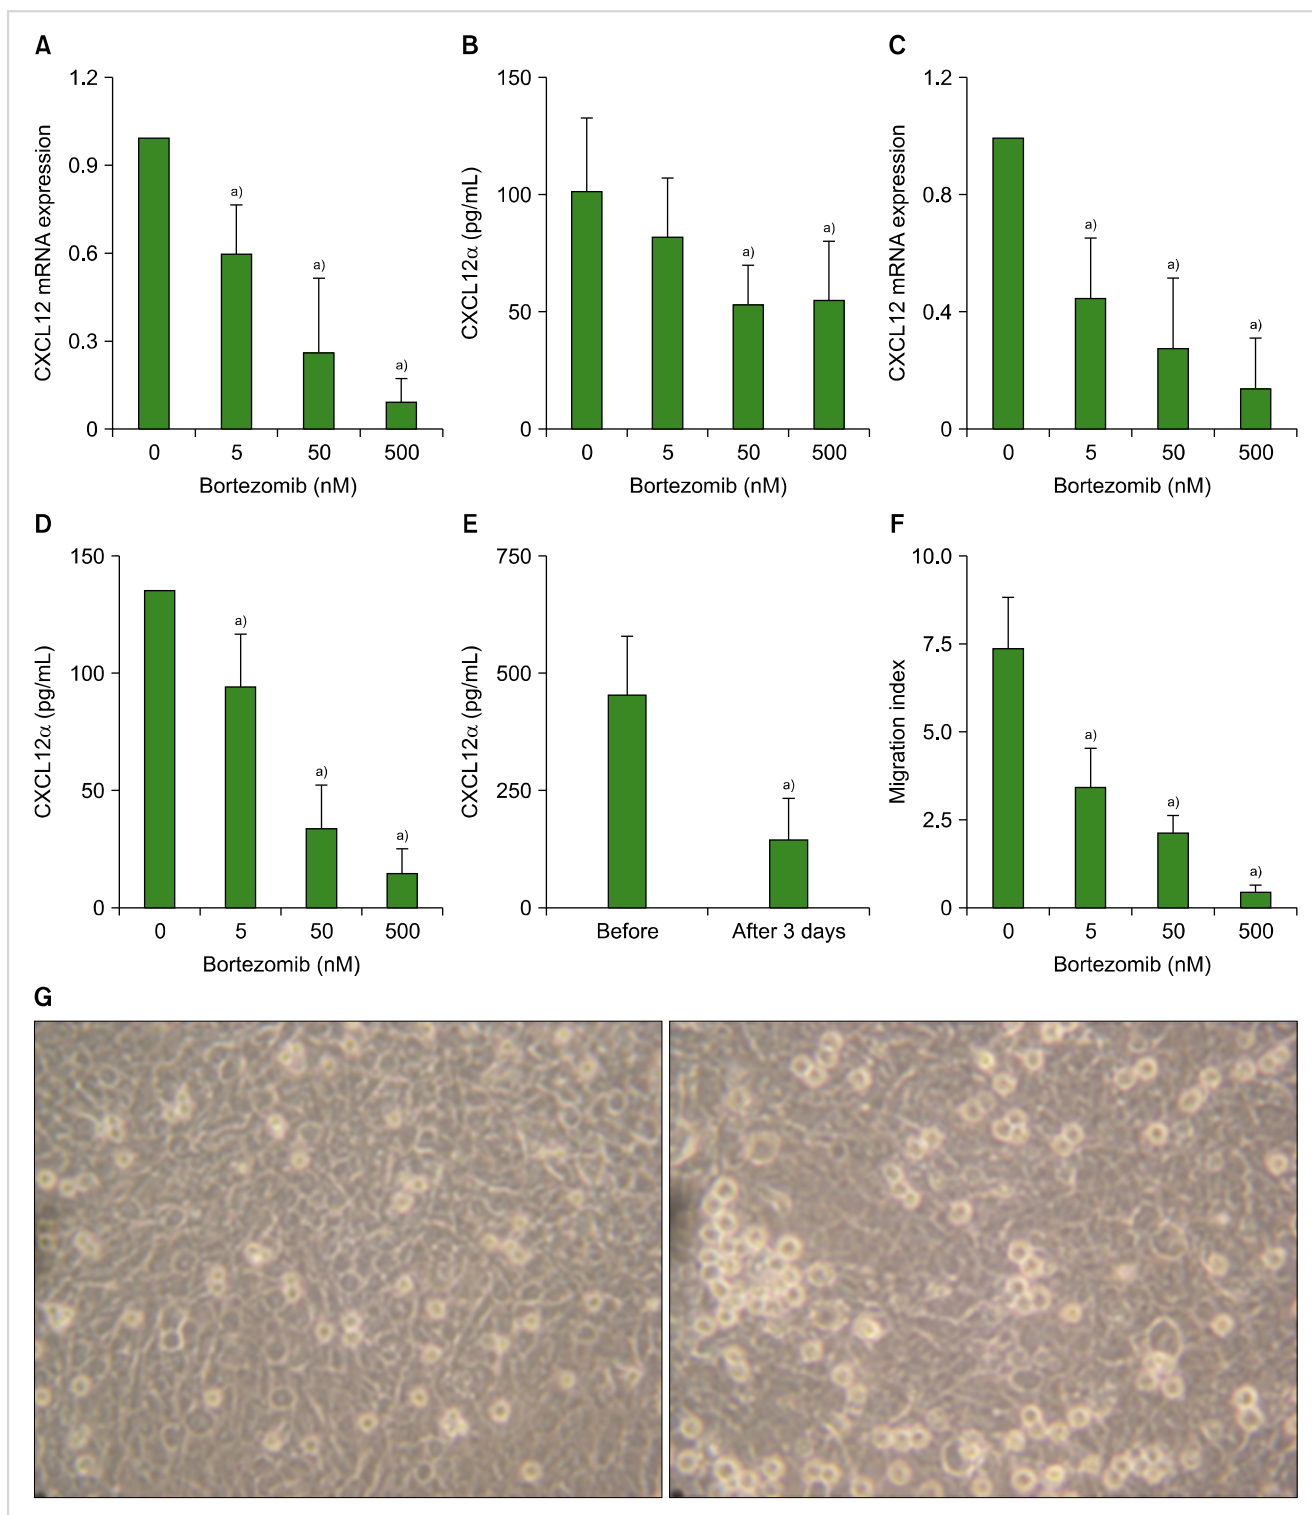 A
CXCL12 mRNA expression
1.2
0.9
0.6
0.3
0
a)
a)
a)
0 5 50 500
Bortezomib (nM)
B
CXCL12α (pg/mL)
150
100
50
0
a)
a)
0 5 50 500
Bortezomib (nM)
C
CXCL12 mRNA expression
1.2
0.8
0.4
0
a)
a)
a)
0 5 50 500
Bortezomib (nM)
D
CXCL12α (pg/mL)
150
100
50
0
a)
a)
a)
0 5 50 500
Bortezomib (nM)
E
CXCL12α (pg/mL)
750
500
250
0
a)
Before After 3 days
F
Migration index
10.0
7.5
5.0
2.5
0
a)
a)
a)
0 5 50 500
Bortezomib (nM)
G